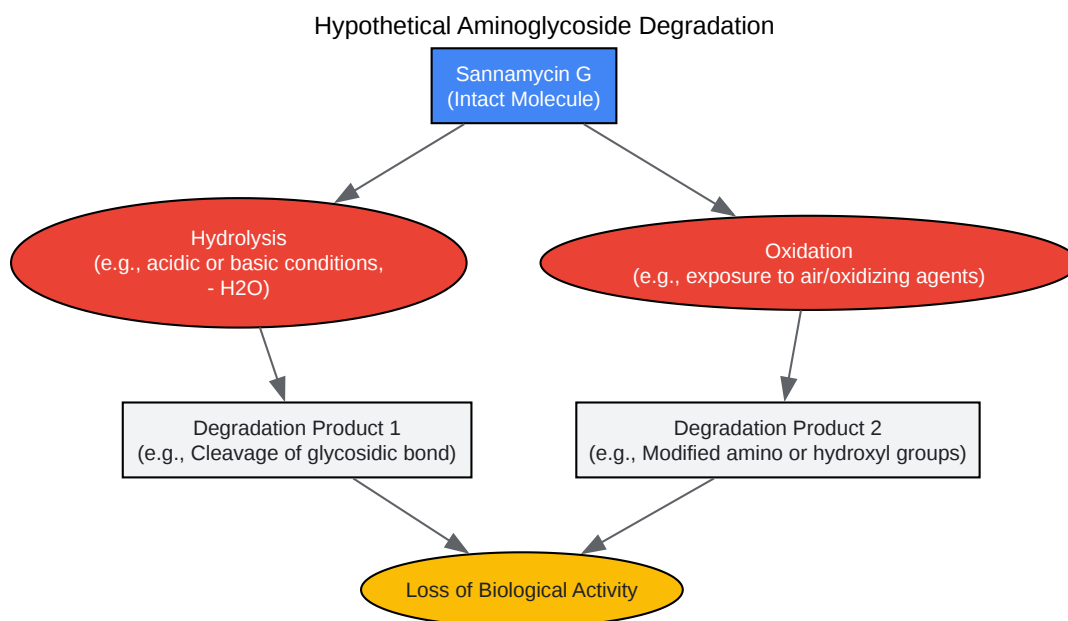 Hypothetical Aminoglycoside Degradation
Sannamycin G
(Intact Molecule)
Hydrolysis
(e.g., acidic or basic conditions,
- H2O)
Oxidation
(e.g., exposure to air/oxidizing agents)
Degradation Product 1
(e.g., Cleavage of glycosidic bond)
Degradation Product 2
(e.g., Modified amino or hydroxyl groups)
Loss of Biological Activity